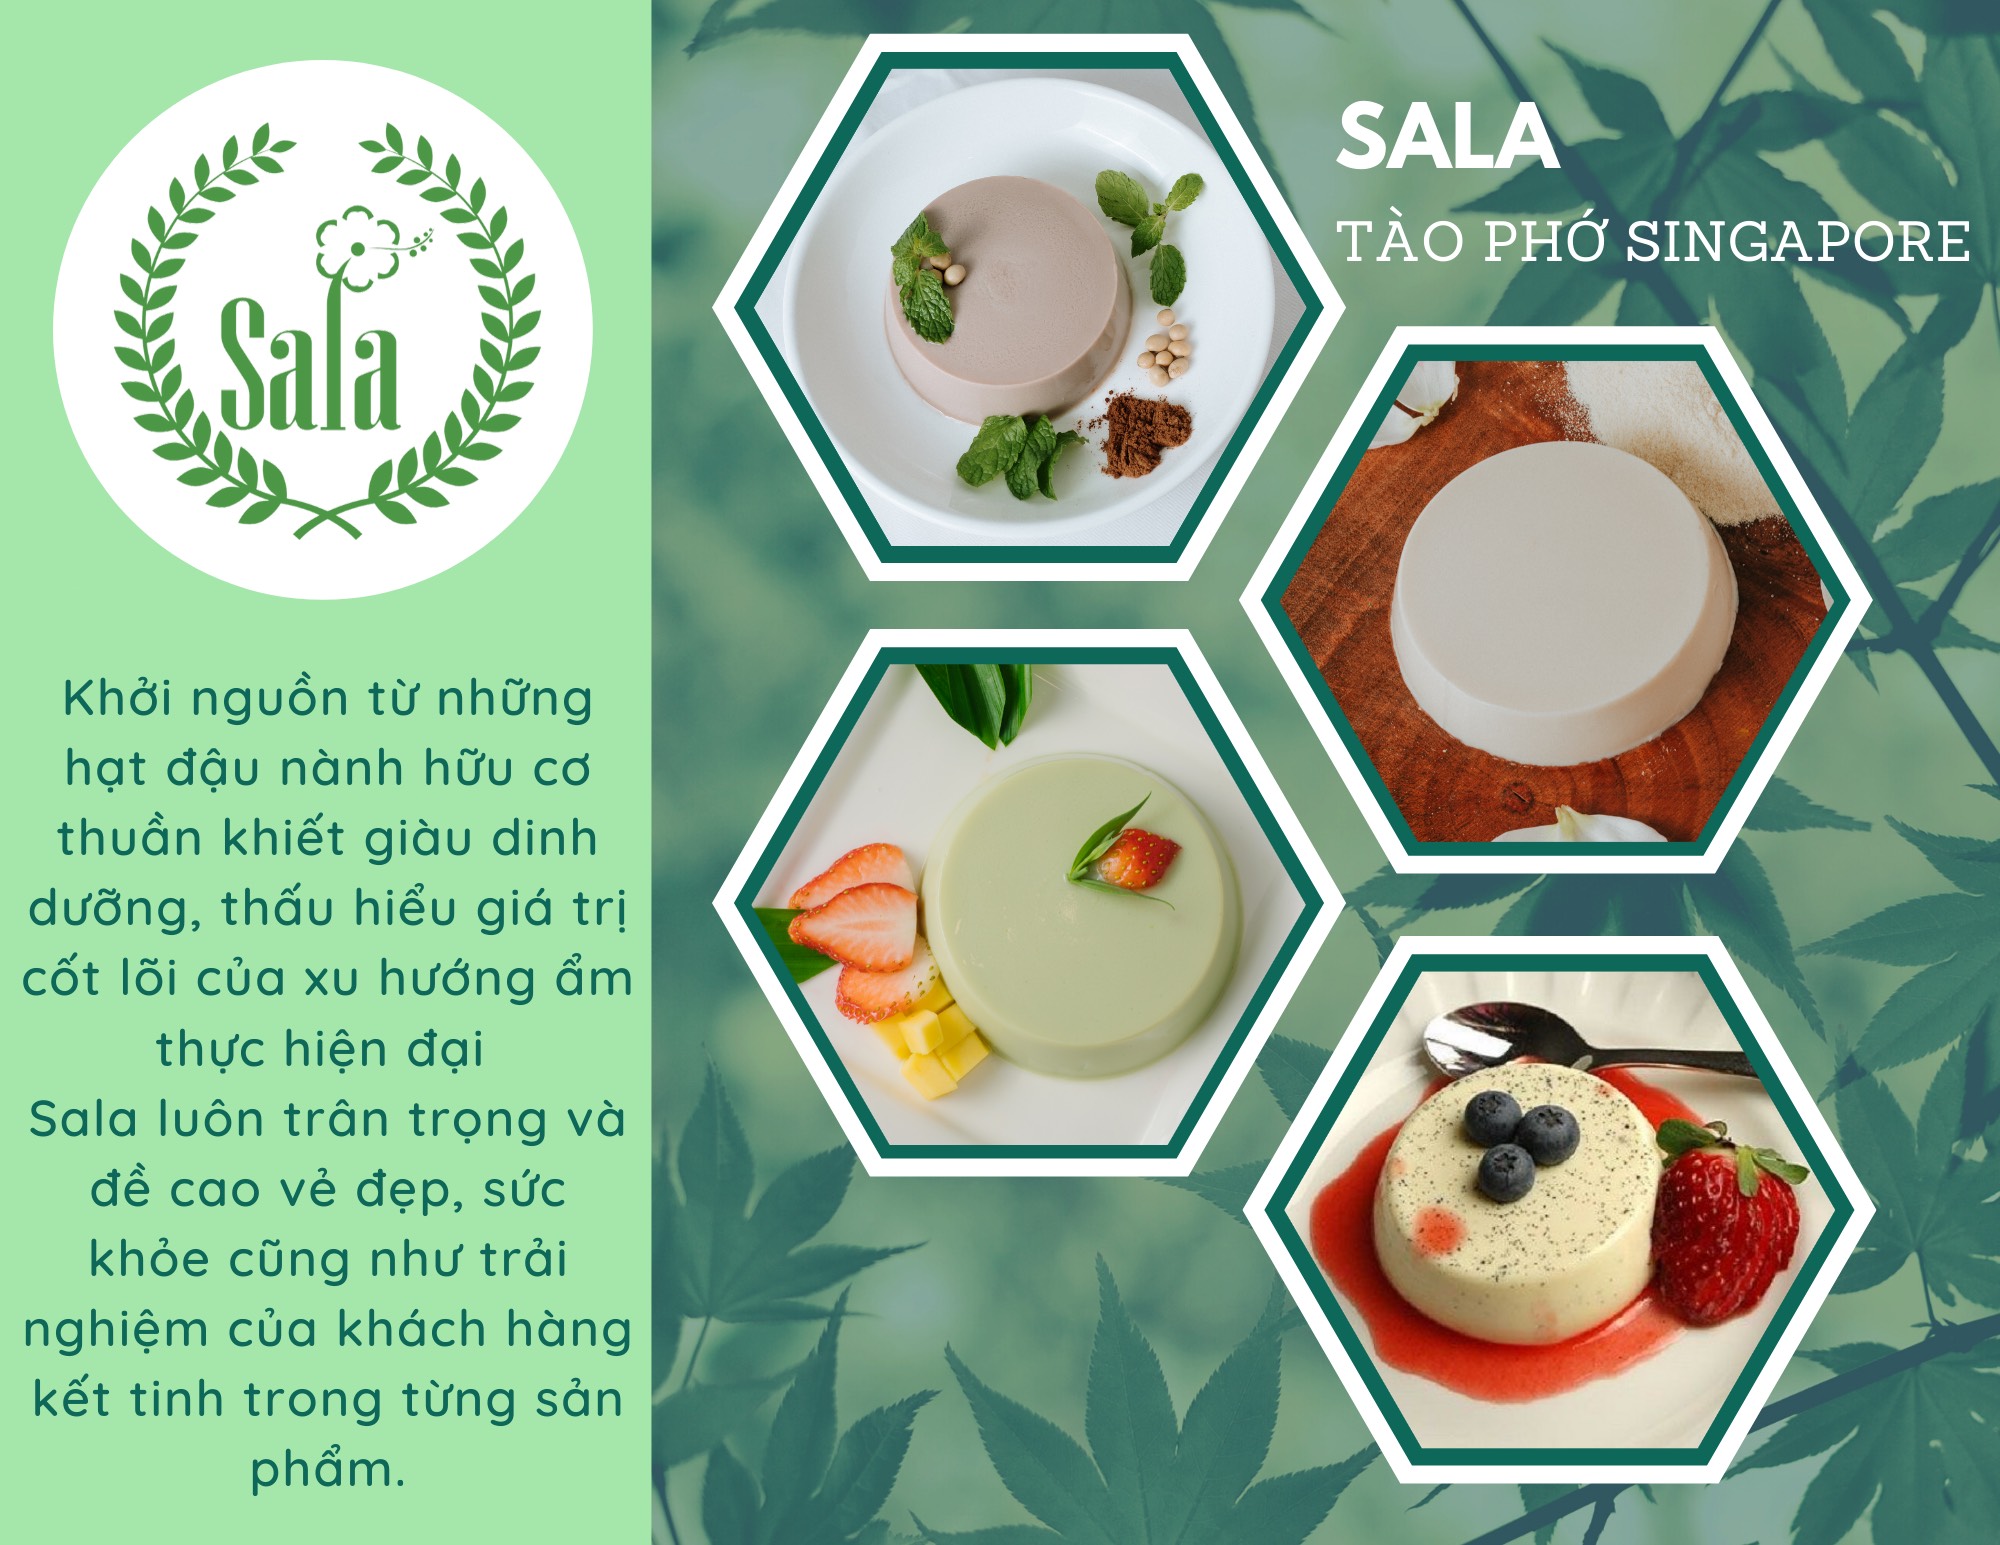 Sala
Khởi nguồn từ những
hạt đậu nành hữu cơ
thuần khiết giàu dinh
dưỡng, thấu hiểu giá trị
cốt lõi của xu hướng ẩm
thực hiện đại
Sala luôn trân trọng và
đề cao vẻ đẹp, sức
khỏe cũng như trải
nghiệm của khách hàng
kết tinh trong từng sản
phẩm.
SALA
TÀO PHỚ SINGAPORE